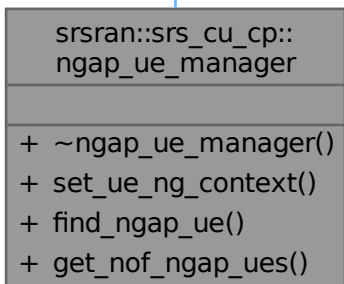 srsran::srs_cu_cp::
ngap_ue_manager
+ ~ngap_ue_manager()
+ set_ue_ng_context()
+ find_ngap_ue()
+ get_nof_ngap_ues()